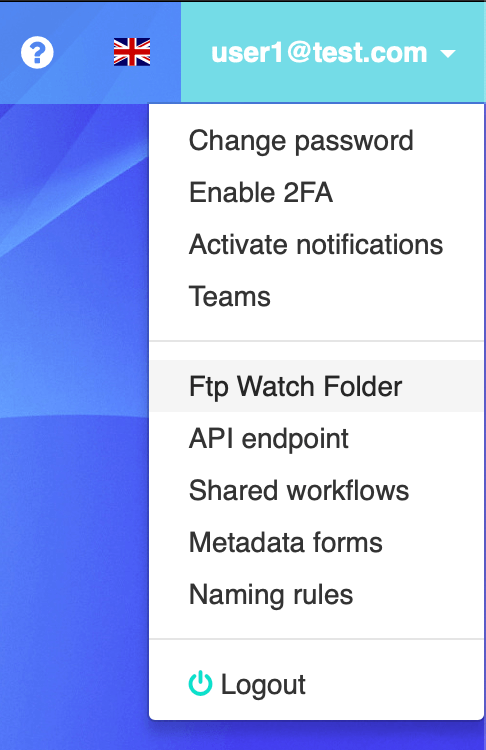 ?
user1@test.com
Change password
Enable 2FA
Activate notifications
Teams
Ftp Watch Folder
API endpoint
Shared workflows
Metadata forms
Naming rules
Logout